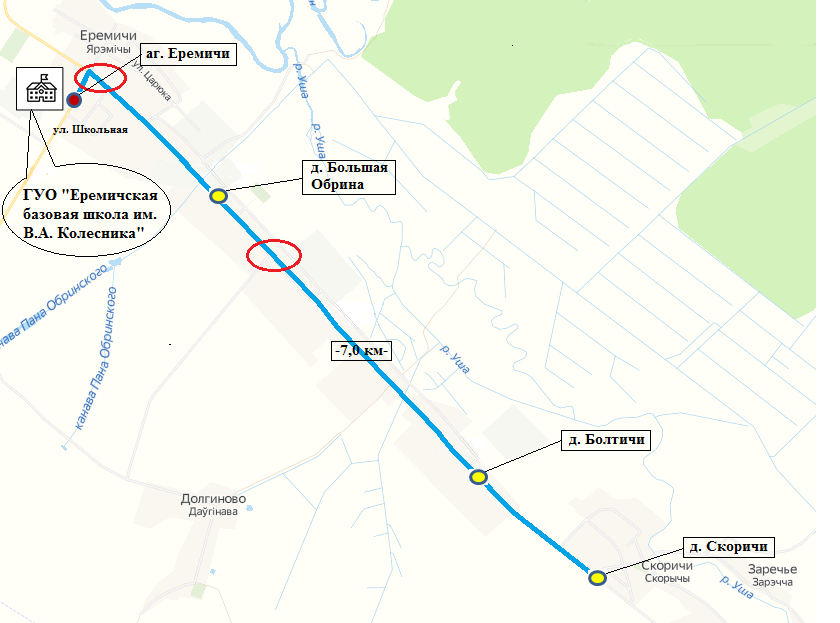 Еремичи
Ярэмічы
аг. Еремичи
ул. Царюка
р. Уша
ул. Школьная
р. Уша
д. Большая
Обрина
ГУО "Еремичская
базовая школа им.
В.А. Колесника"
канава Пана Обринского
канава Пана Обринского
-7,0 км-
р. Уша
д. Болтичи
Долгиново
Даўгінава
д. Скоричи
Скоричи
Скорычы
Заречье
Зарэчча
р. Уша